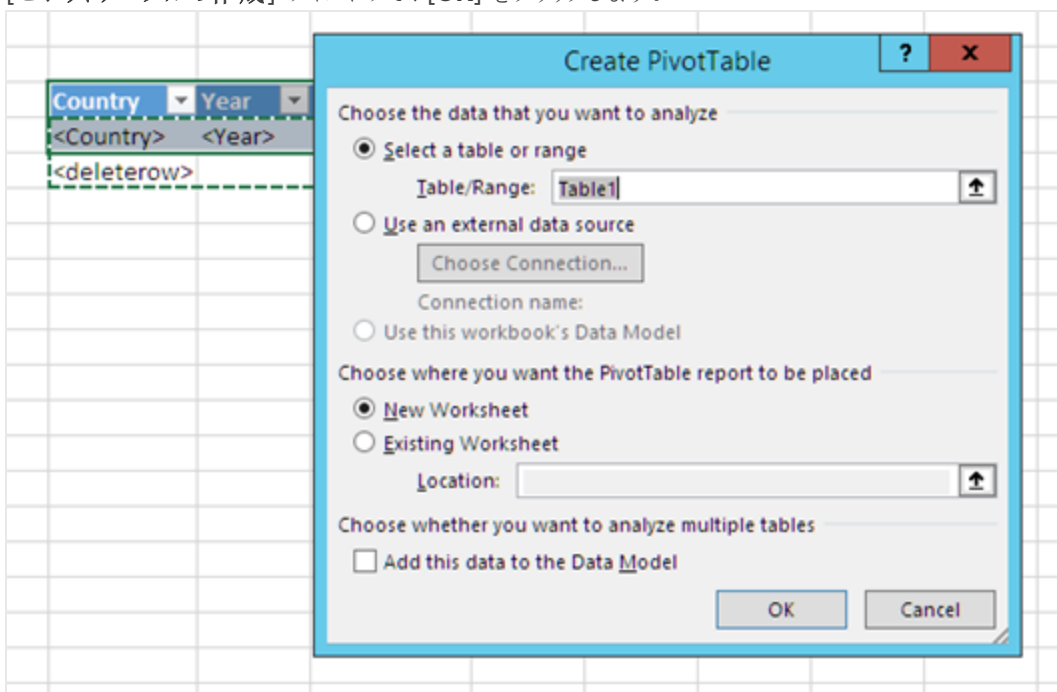 Create PivotTable
?
x
Country Year
<Country> <Year>
<deleterow>
Choose the data that you want to analyze
Select a table or range
Table/Range: Table1
Use an external data source
Choose Connection...
Connection name:
Use this workbook's Data Model
Choose where you want the PivotTable report to be placed
New Worksheet
Existing Worksheet
Location:
Choose whether you want to analyze multiple tables
Add this data to the Data Model
OK Cancel